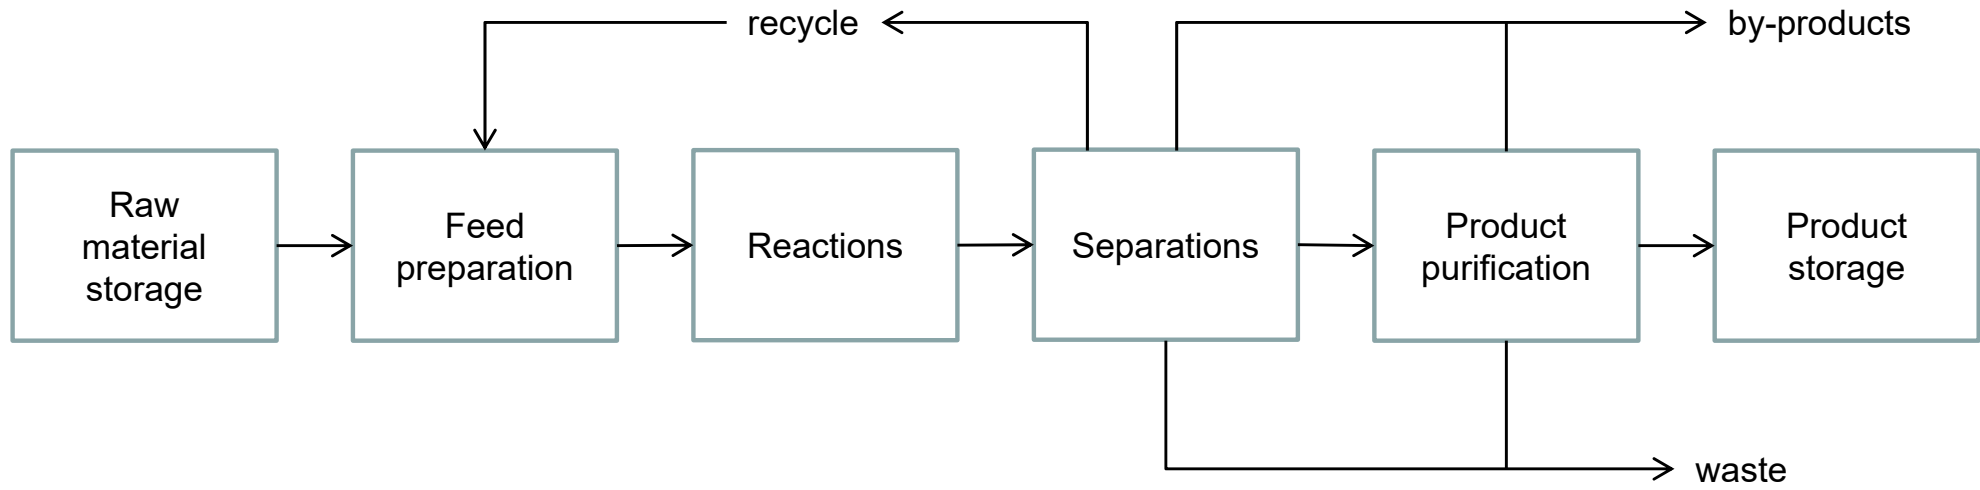 recycle
by-products
Raw
material
storage
Feed
preparation
Reactions
Separations
Product
purification
Product
storage
waste